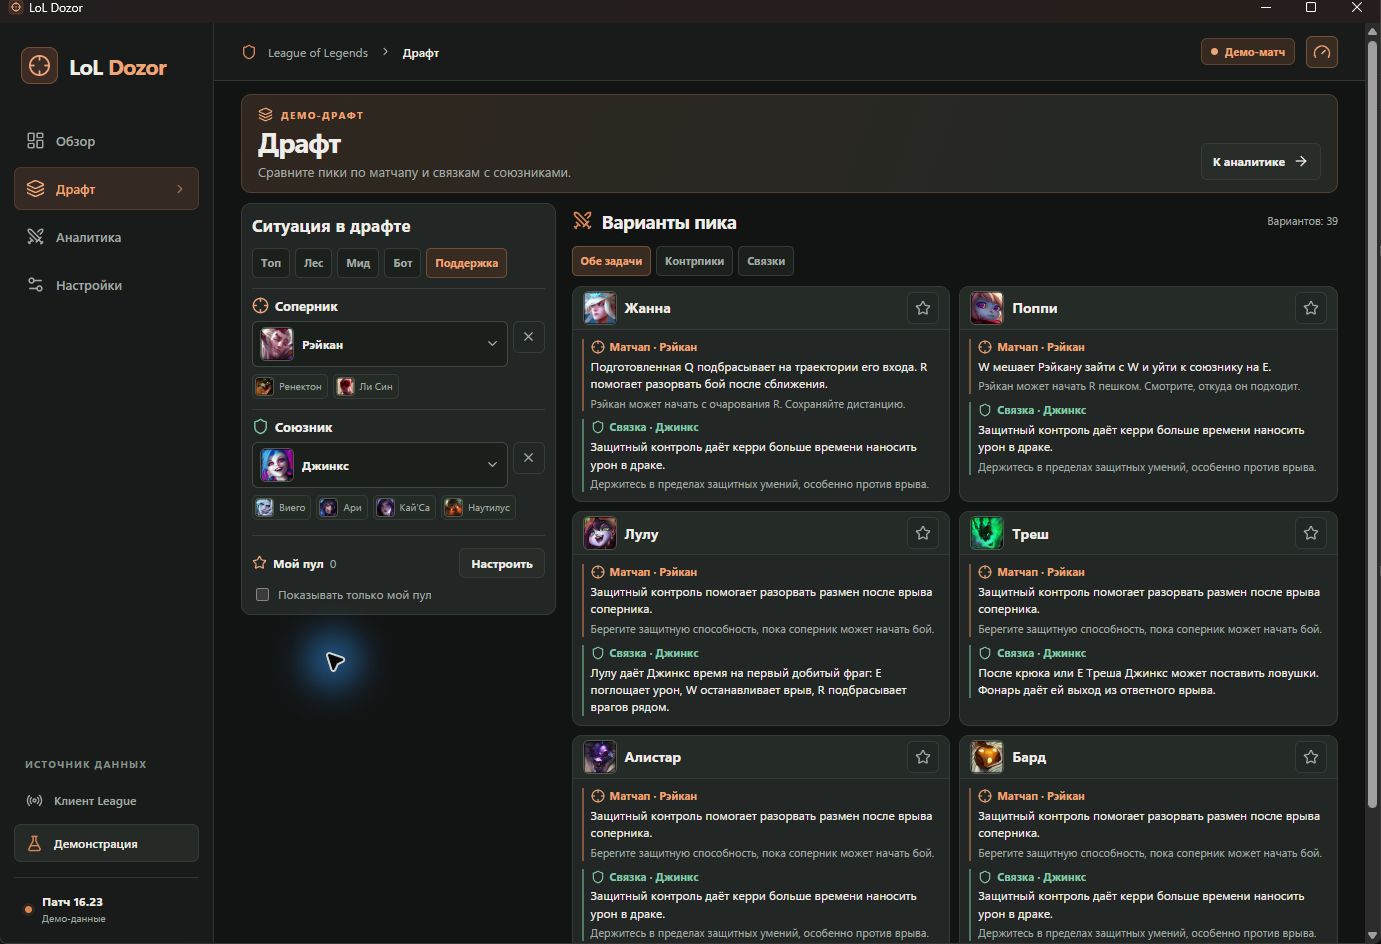 LoL Dozor
LoL Dozor
Обзор
Драфт
Аналитика
Настройки
ИСТОЧНИК ДАННЫХ
Клиент League
Демонстрация
Патч 16.23
Демо-данные
League of Legends > Драфт
Демо-матч
ДЕМО-ДРАФТ
Драфт
Сравните пики по матчапу и связкам с союзниками.
К аналитике →
Ситуация в драфте
Топ Лес Мид Бот Поддержка
Соперник
Рэйкан
Ренектон Ли Син
Союзник
Джинкс
Виего Ари Кай'Са Наутилус
Мой пул 0
Настроить
Показывать только мой пул
Варианты пика
Вариантов: 39
Обе задачи Контрпики Связки
Жанна
Матчап · Рэйкан
Подготовленная Q подбрасывает на траектории его входа. R
помогает разорвать бой после сближения.
Рэйкан может начать с очарования R. Сохраняйте дистанцию.
Связка · Джинкс
Защитный контроль даёт керри больше времени наносить
урон в драке.
Держитесь в пределах защитных умений, особенно против врыва.
Поппи
Матчап · Рэйкан
W мешает Рэйкану зайти с W и уйти к союзнику на E.
Рэйкан может начать R пешком. Смотрите, откуда он подходит.
Связка · Джинкс
Защитный контроль даёт керри больше времени наносить
урон в драке.
Держитесь в пределах защитных умений, особенно против врыва.
Лулу
Матчап · Рэйкан
Защитный контроль помогает разорвать размен после врыва
соперника.
Берегите защитную способность, пока соперник может начать бой.
Связка · Джинкс
Лулу даёт Джинкс время на первый добитый фраг: E
поглощает урон, W останавливает врыв, R подбрасывает
врагов рядом.
Треш
Матчап · Рэйкан
Защитный контроль помогает разорвать размен после врыва
соперника.
Берегите защитную способность, пока соперник может начать бой.
Связка · Джинкс
После крюка или E Треша Джинкс может поставить ловушки.
Фонарь даёт ей выход из ответного врыва.
Алистар
Матчап · Рэйкан
Защитный контроль помогает разорвать размен после врыва
соперника.
Берегите защитную способность, пока соперник может начать бой.
Связка · Джинкс
Защитный контроль даёт керри больше времени наносить
урон в драке.
Держитесь в пределах защитных умений, особенно против врыва.
Бард
Матчап · Рэйкан
Защитный контроль помогает разорвать размен после врыва
соперника.
Берегите защитную способность, пока соперник может начать бой.
Связка · Джинкс
Защитный контроль даёт керри больше времени наносить
урон в драке.
Держитесь в пределах защитных умений, особенно против врыва.